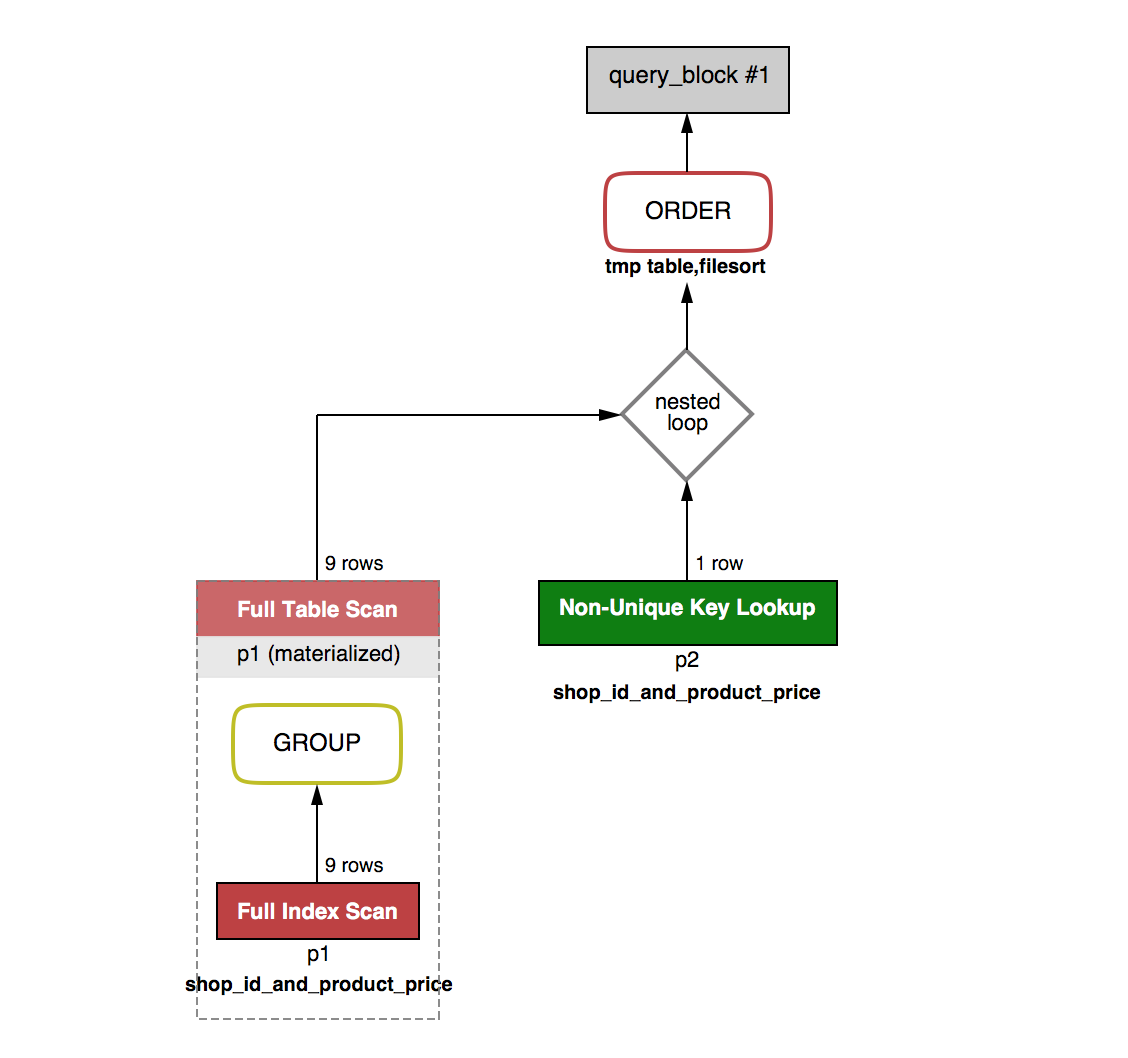 query_block #1
ORDER
tmp table,filesort
nested
loop
9 rows
1 row
Full Table Scan
Non-Unique Key Lookup
p1 (materialized)
p2
shop_id_and_product_price
GROUP
9 rows
Full Index Scan
p1
shop_id_and_product_price